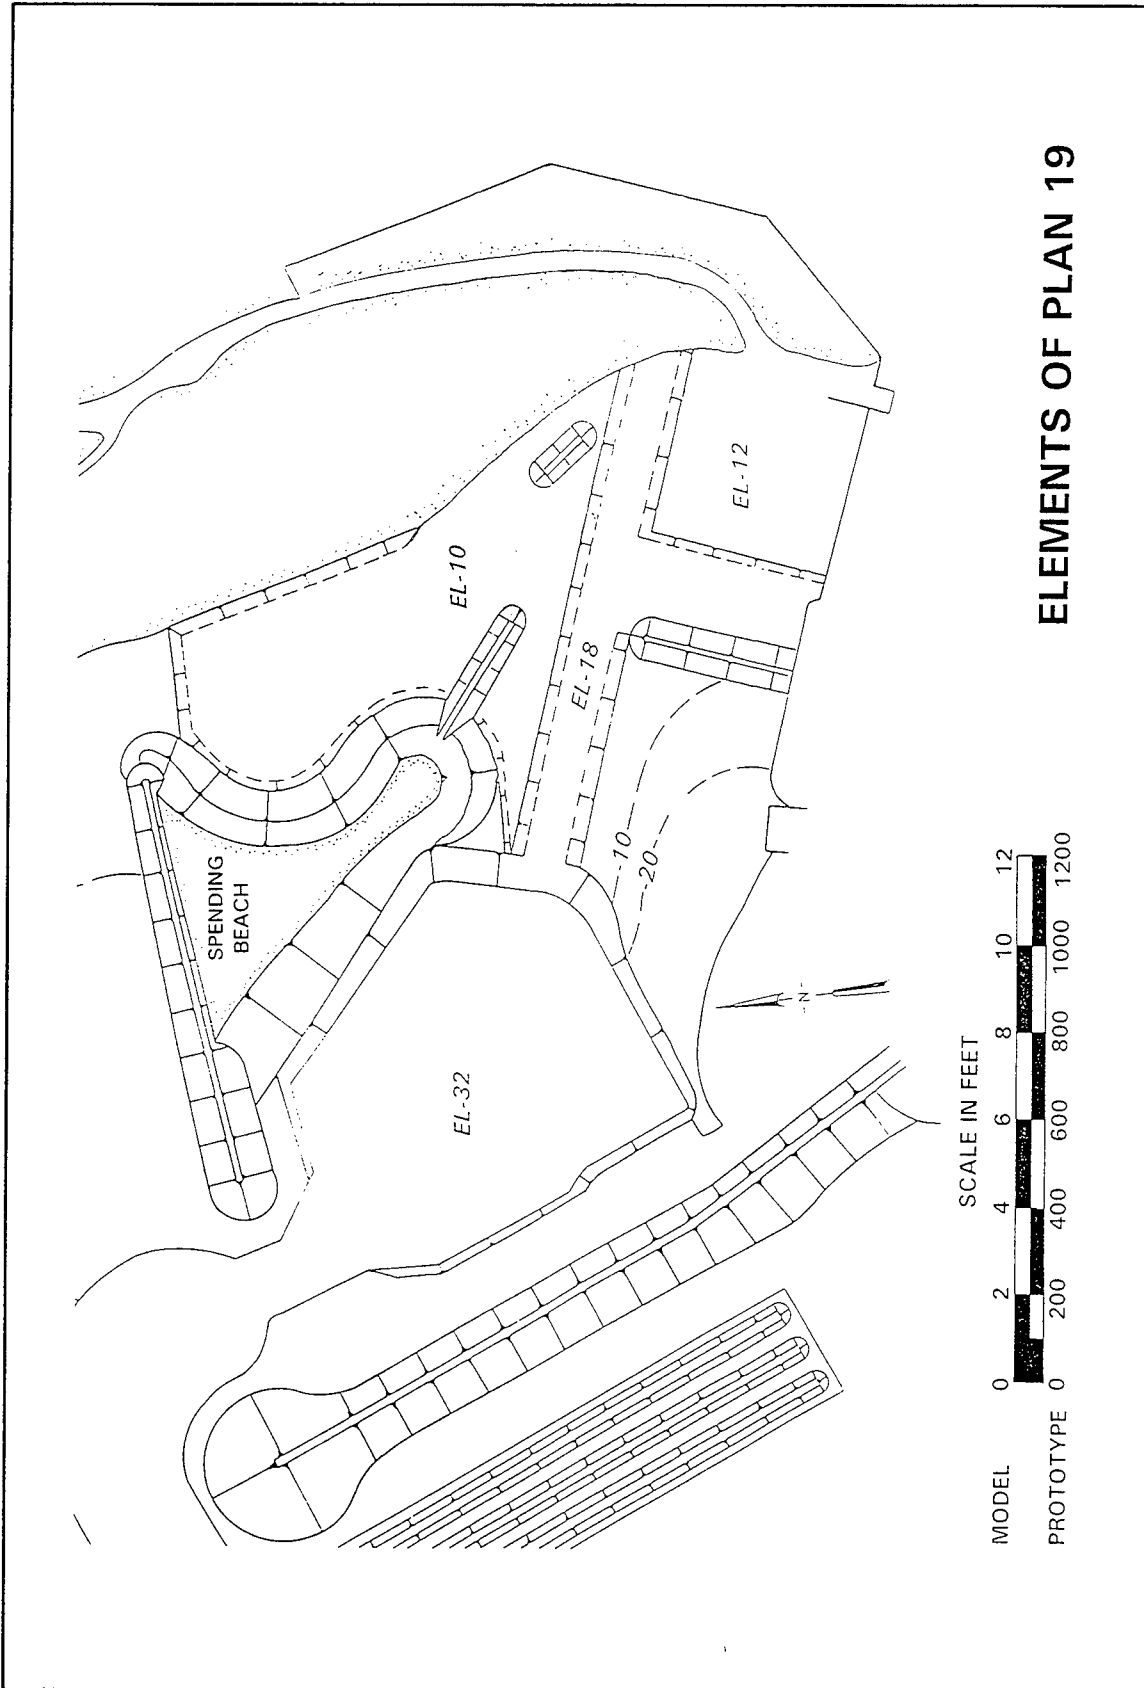 SPENDING
BEACH
EL-10
EL-12
EL-18
EL-32
-10
-20
N
SCALE IN FEET
MODEL 0 2 4 6 8 10 12
PROTOTYPE 0 200 400 600 800 1000 1200
ELEMENTS OF PLAN 19